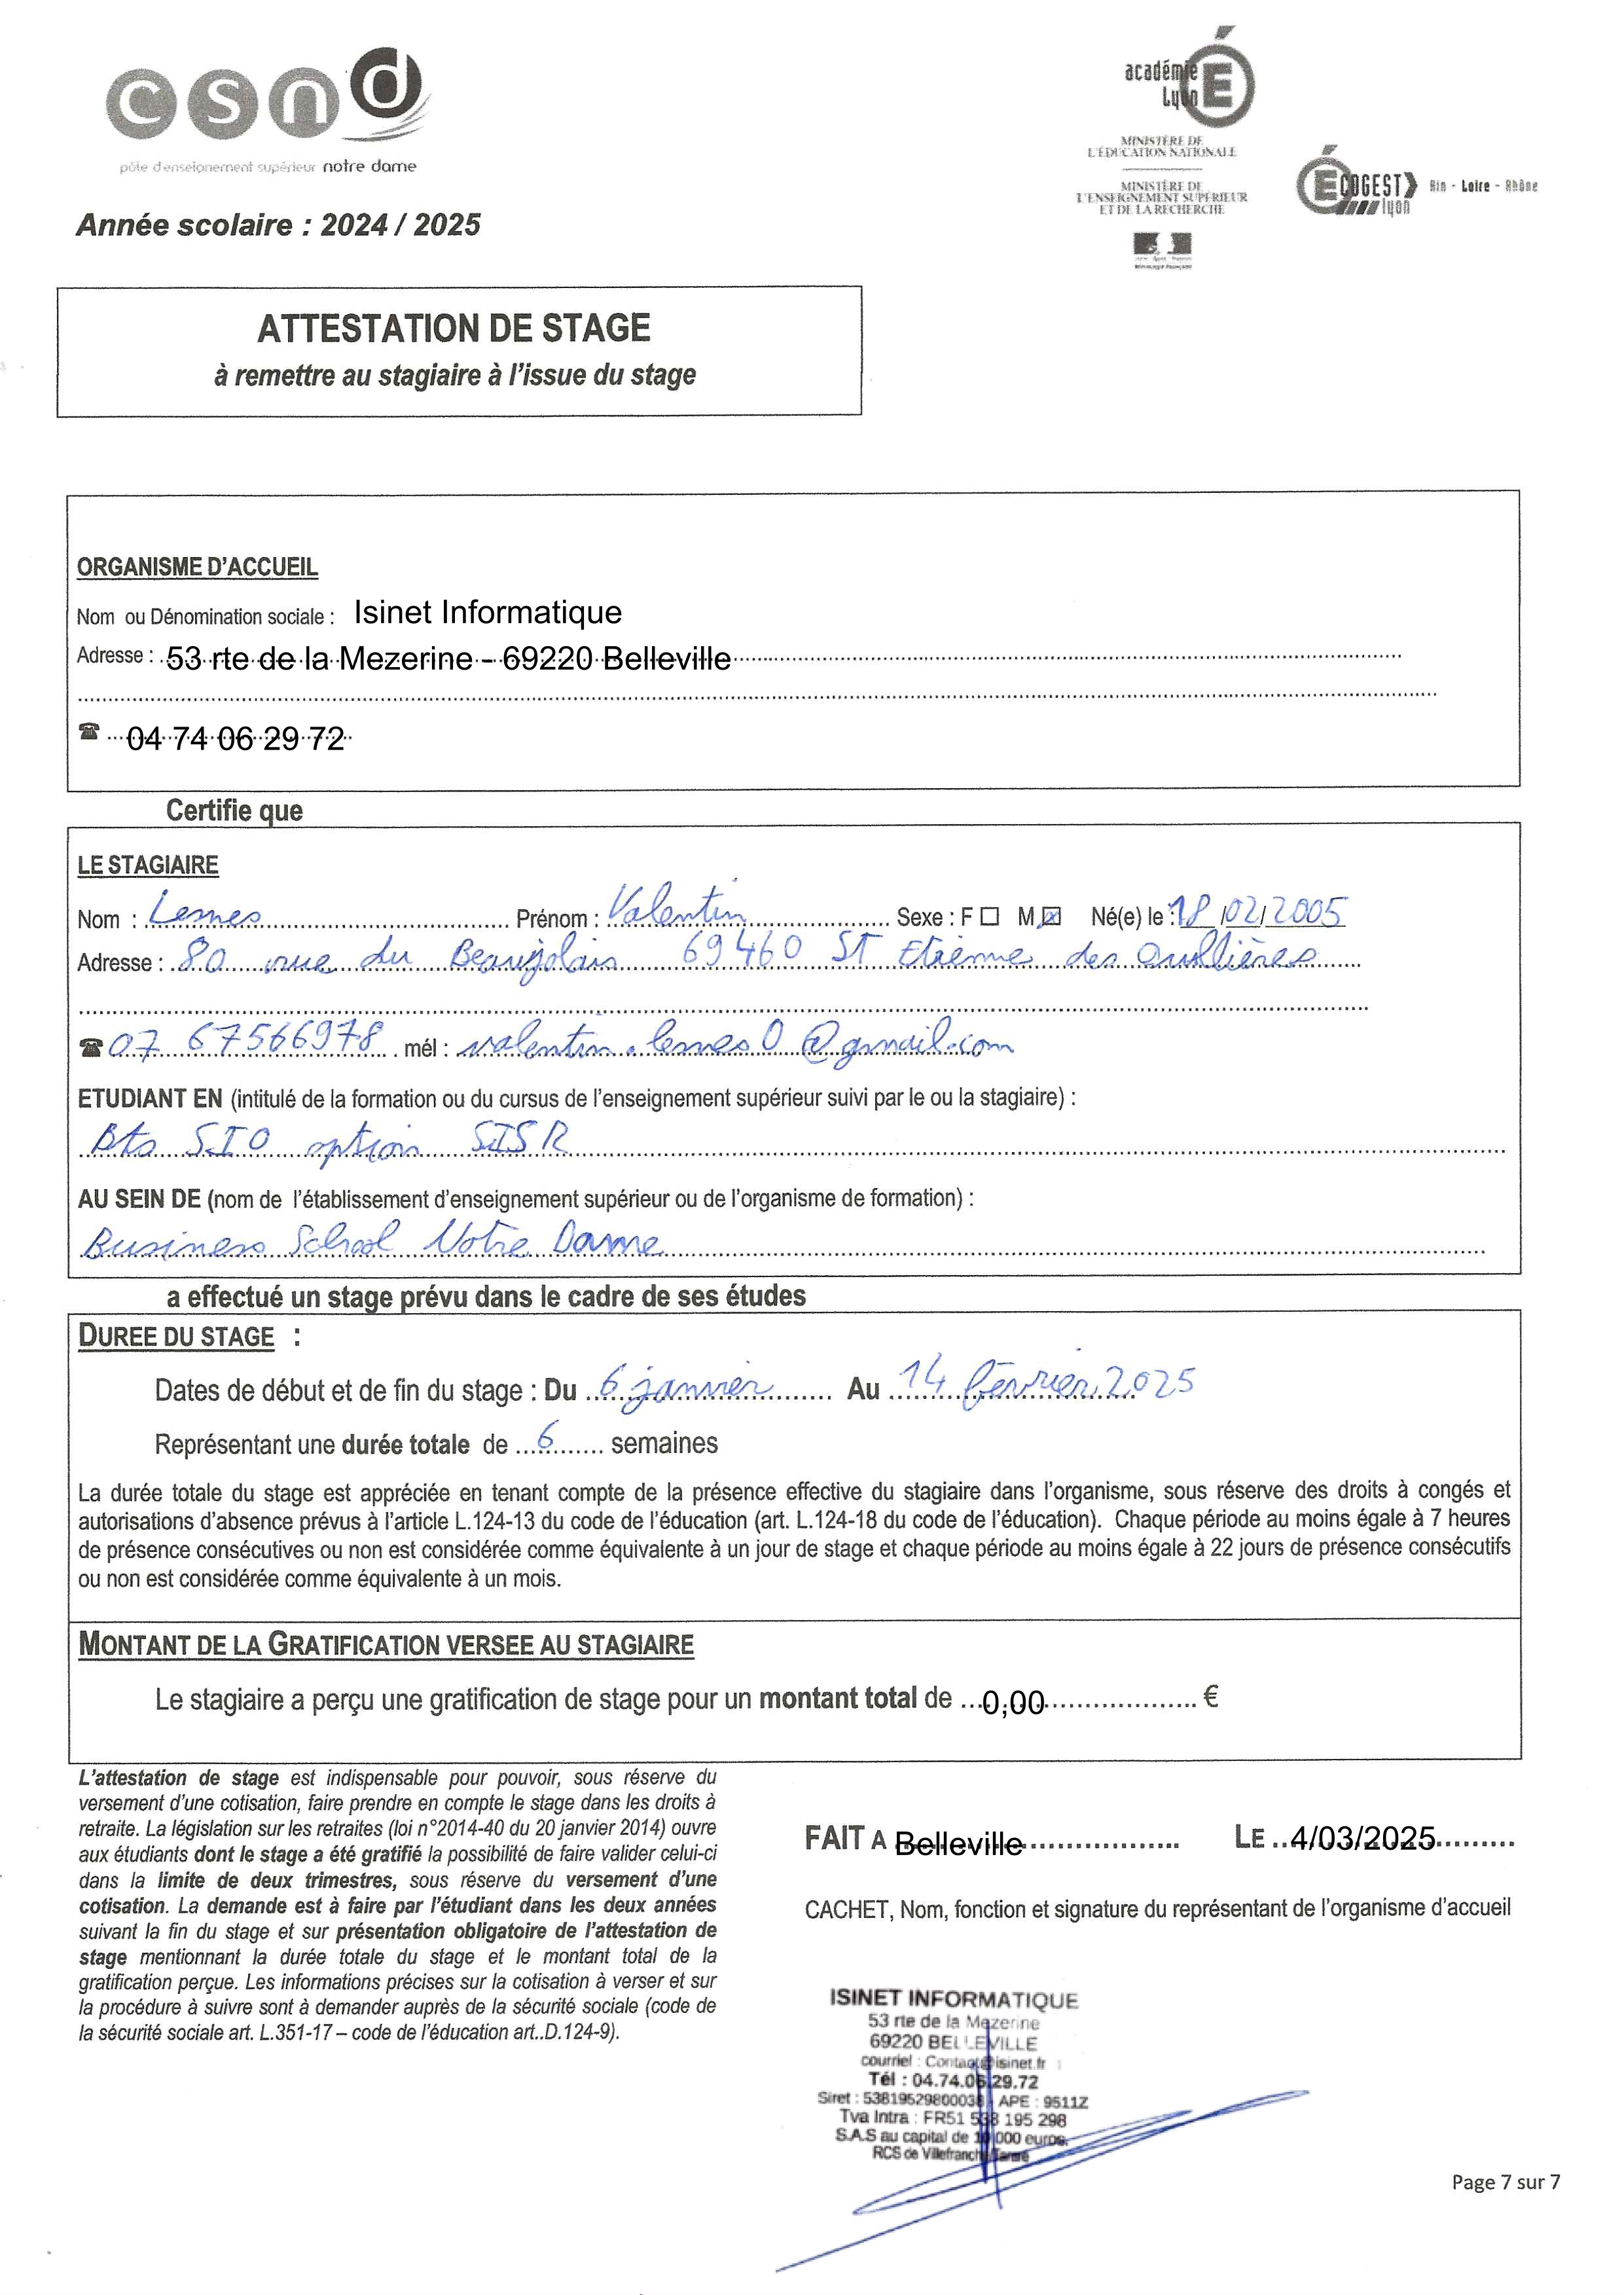 csnd
pôle d'enseignement supérieur notre dame
académie
Lyon
MINISTÈRE DE
L'ÉDUCATION NATIONALE
MINISTÈRE DE
L'ENSEIGNEMENT SUPÉRIEUR
ET DE LA RECHERCHE
ÉCOGEST
lyon
Ain - Loire - Rhône
Année scolaire : 2024 / 2025
ATTESTATION DE STAGE
à remettre au stagiaire à l'issue du stage
ORGANISME D'ACCUEIL
Nom ou Dénomination sociale : Isinet Informatique
Adresse : 53 rte de la Mezerine - 69220 Belleville
☎ 04 74 06 29 72
Certifie que
LE STAGIAIRE
Nom : Lesnes Prénom : Valentin Sexe : F ☐ M ☒ Né(e) le : 18/02/2005
Adresse : 80 rue du Beaujolais 69460 ST Etienne des Oullières
☎ 07 67566978 mél : valentin.lesnes0@gmail.com
ETUDIANT EN (intitulé de la formation ou du cursus de l'enseignement supérieur suivi par le ou la stagiaire) :
Bts SIO option SISR
AU SEIN DE (nom de l'établissement d'enseignement supérieur ou de l'organisme de formation) :
Business School Notre Dame
a effectué un stage prévu dans le cadre de ses études
DUREE DU STAGE :
Dates de début et de fin du stage : Du 6 janvier Au 14 février 2025
Représentant une durée totale de 6 semaines
La durée totale du stage est appréciée en tenant compte de la présence effective du stagiaire dans l'organisme, sous réserve des droits à congés et
autorisations d'absence prévus à l'article L.124-13 du code de l'éducation (art. L.124-18 du code de l'éducation). Chaque période au moins égale à 7 heures
de présence consécutives ou non est considérée comme équivalente à un jour de stage et chaque période au moins égale à 22 jours de présence consécutifs
ou non est considérée comme équivalente à un mois.
MONTANT DE LA GRATIFICATION VERSEE AU STAGIAIRE
Le stagiaire a perçu une gratification de stage pour un montant total de 0,00 €
L'attestation de stage est indispensable pour pouvoir, sous réserve du
versement d'une cotisation, faire prendre en compte le stage dans les droits à
retraite. La législation sur les retraites (loi n°2014-40 du 20 janvier 2014) ouvre
aux étudiants dont le stage a été gratifié la possibilité de faire valider celui-ci
dans la limite de deux trimestres, sous réserve du versement d'une
cotisation. La demande est à faire par l'étudiant dans les deux années
suivant la fin du stage et sur présentation obligatoire de l'attestation de
stage mentionnant la durée totale du stage et le montant total de la
gratification perçue. Les informations précises sur la cotisation à verser et sur
la procédure à suivre sont à demander auprès de la sécurité sociale (code de
la sécurité sociale art. L.351-17 – code de l'éducation art..D.124-9).
FAIT A Belleville LE 4/03/2025
CACHET, Nom, fonction et signature du représentant de l'organisme d'accueil
ISINET INFORMATIQUE
53 rte de la Mezerine
69220 BELLEVILLE
courriel : Contact@isinet.fr
Tél : 04.74.06.29.72
Siret : 53819529800038 APE : 9511Z
Tva Intra : FR51 538 195 298
S.A.S au capital de 10 000 euros
RCS de Villefranche Tarare
Page 7 sur 7